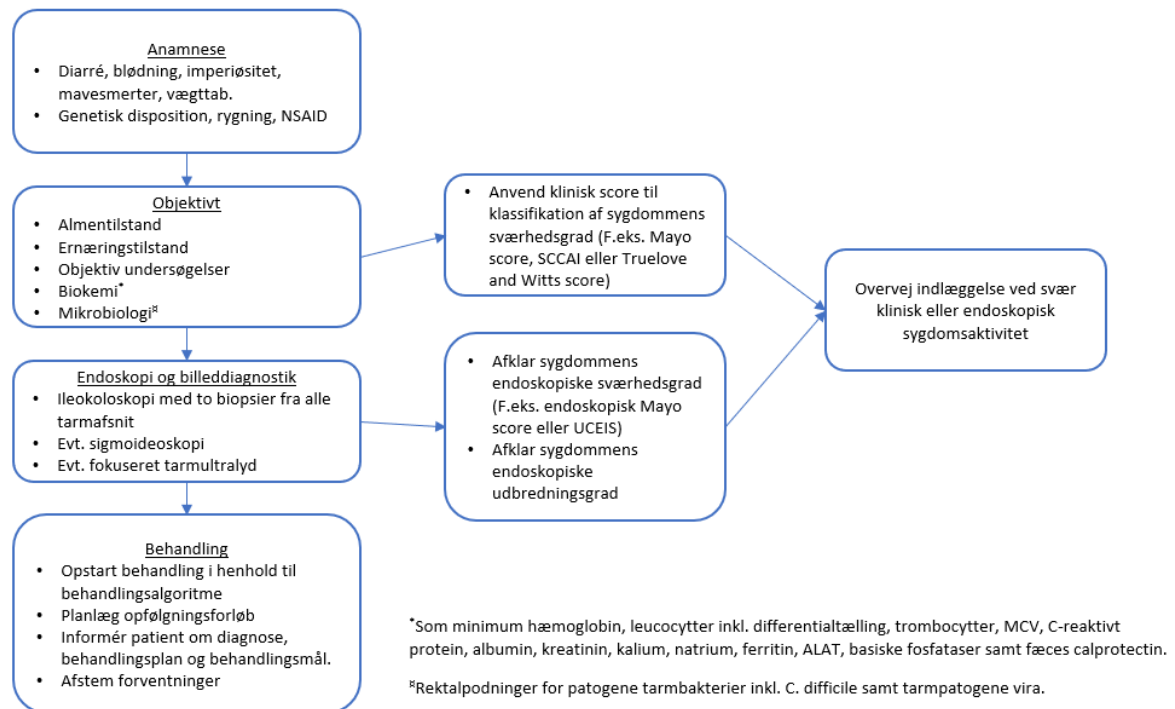 Anamnese
• Diarré, blødning, imperiøsitet,
mavesmerter, vægttab.
• Genetisk disposition, rygning, NSAID
Objektivt
• Almentilstand
• Ernæringstilstand
• Objektiv undersøgelser
• Biokemi*
• Mikrobiologi¤
Endoskopi og billeddiagnostik
• Ileokoloskopi med to biopsier fra alle
tarmafsnit
• Evt. sigmoideoskopi
• Evt. fokuseret tarmultralyd
Behandling
• Opstart behandling i henhold til
behandlingsalgoritme
• Planlæg opfølgningsforløb
• Informér patient om diagnose,
behandlingsplan og behandlingsmål.
• Afstem forventninger
• Anvend klinisk score til
klassifikation af sygdommens
sværhedsgrad (F.eks. Mayo
score, SCCAI eller Truelove
and Witts score)
• Afklar sygdommens
endoskopiske sværhedsgrad
(F.eks. endoskopisk Mayo
score eller UCEIS)
• Afklar sygdommens
endoskopiske
udbredningsgrad
Overvej indlæggelse ved svær
klinisk eller endoskopisk
sygdomsaktivitet
*Som minimum hæmoglobin, leucocytter inkl. differentialtælling, trombocytter, MCV, C-reaktivt
protein, albumin, kreatinin, kalium, natrium, ferritin, ALAT, basiske fosfataser samt fæces calprotectin.
¤Rektalpodninger for patogene tarmbakterier inkl. C. difficile samt tarmpatogene vira.